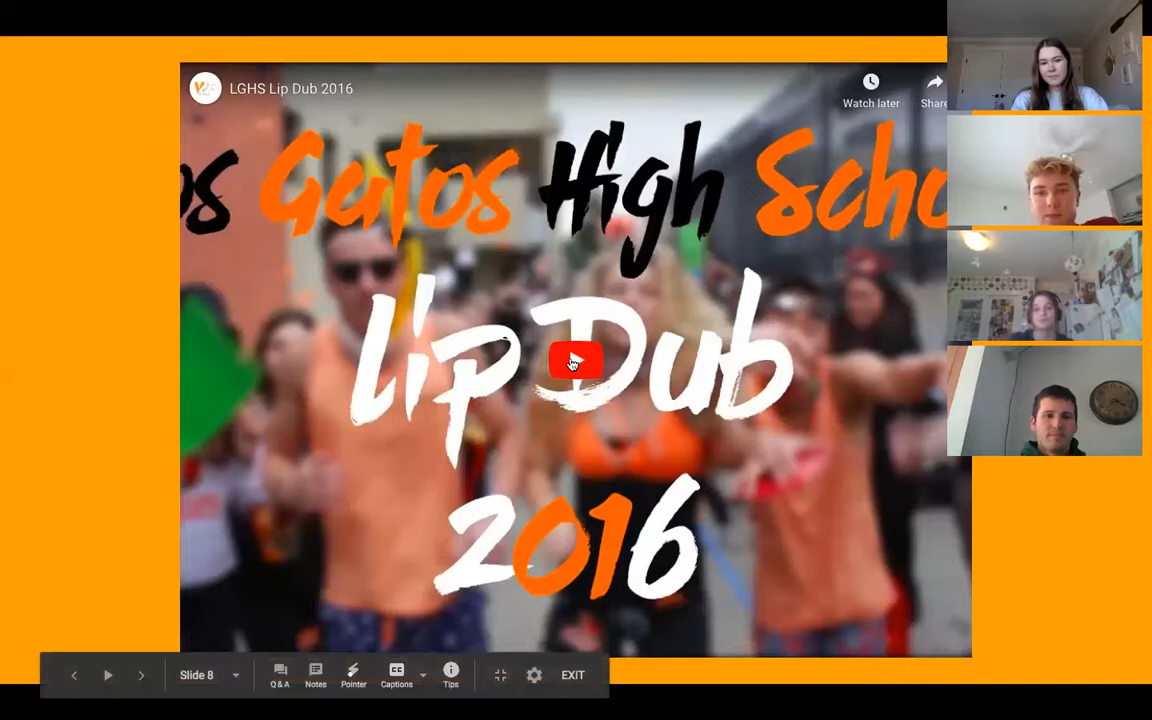 LGHS Lip Dub 2016
Watch later
Share
os Gatos High Scho
Lip Dub
2016
Slide 8
Q & A
Notes
Pointer
CC
Captions
Tips
EXIT